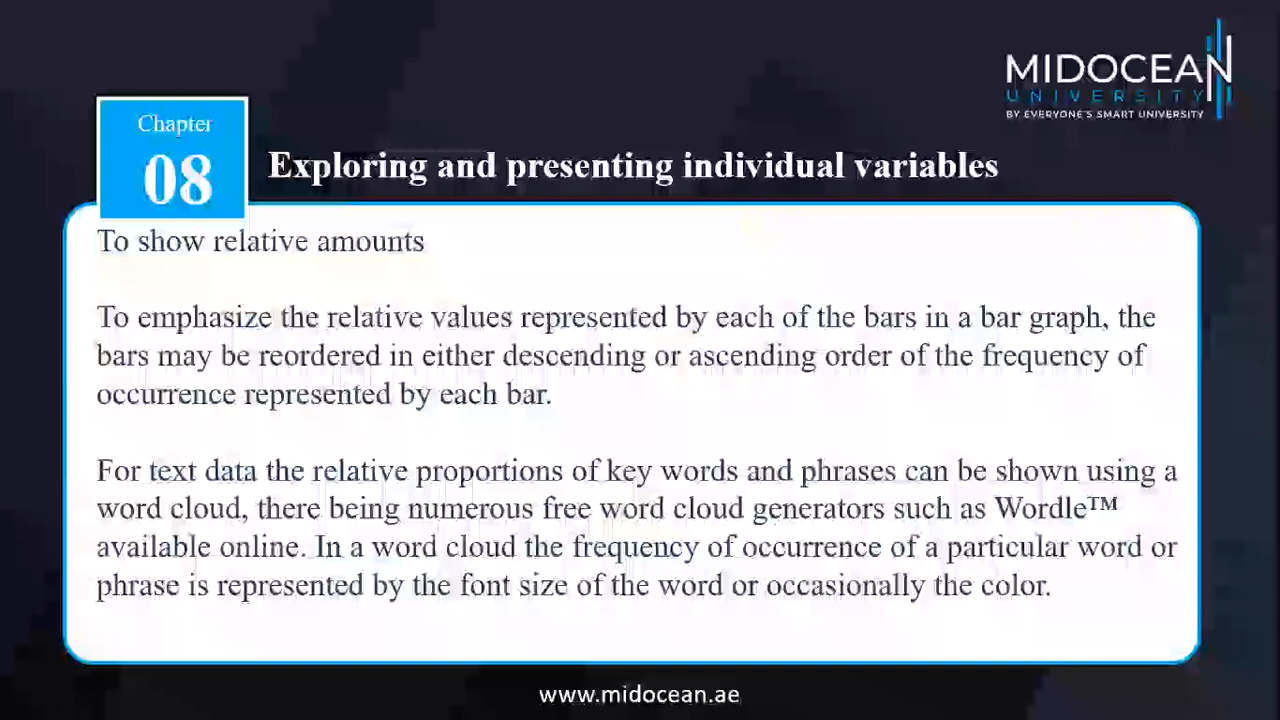 MIDOCEAN
UNIVERSITY
BY EVERYONE'S SMART UNIVERSITY
Chapter
08
Exploring and presenting individual variables
To show relative amounts
To emphasize the relative values represented by each of the bars in a bar graph, the
bars may be reordered in either descending or ascending order of the frequency of
occurrence represented by each bar.
For text data the relative proportions of key words and phrases can be shown using a
word cloud, there being numerous free word cloud generators such as Wordle™
available online. In a word cloud the frequency of occurrence of a particular word or
phrase is represented by the font size of the word or occasionally the color.
www.midocean.ae